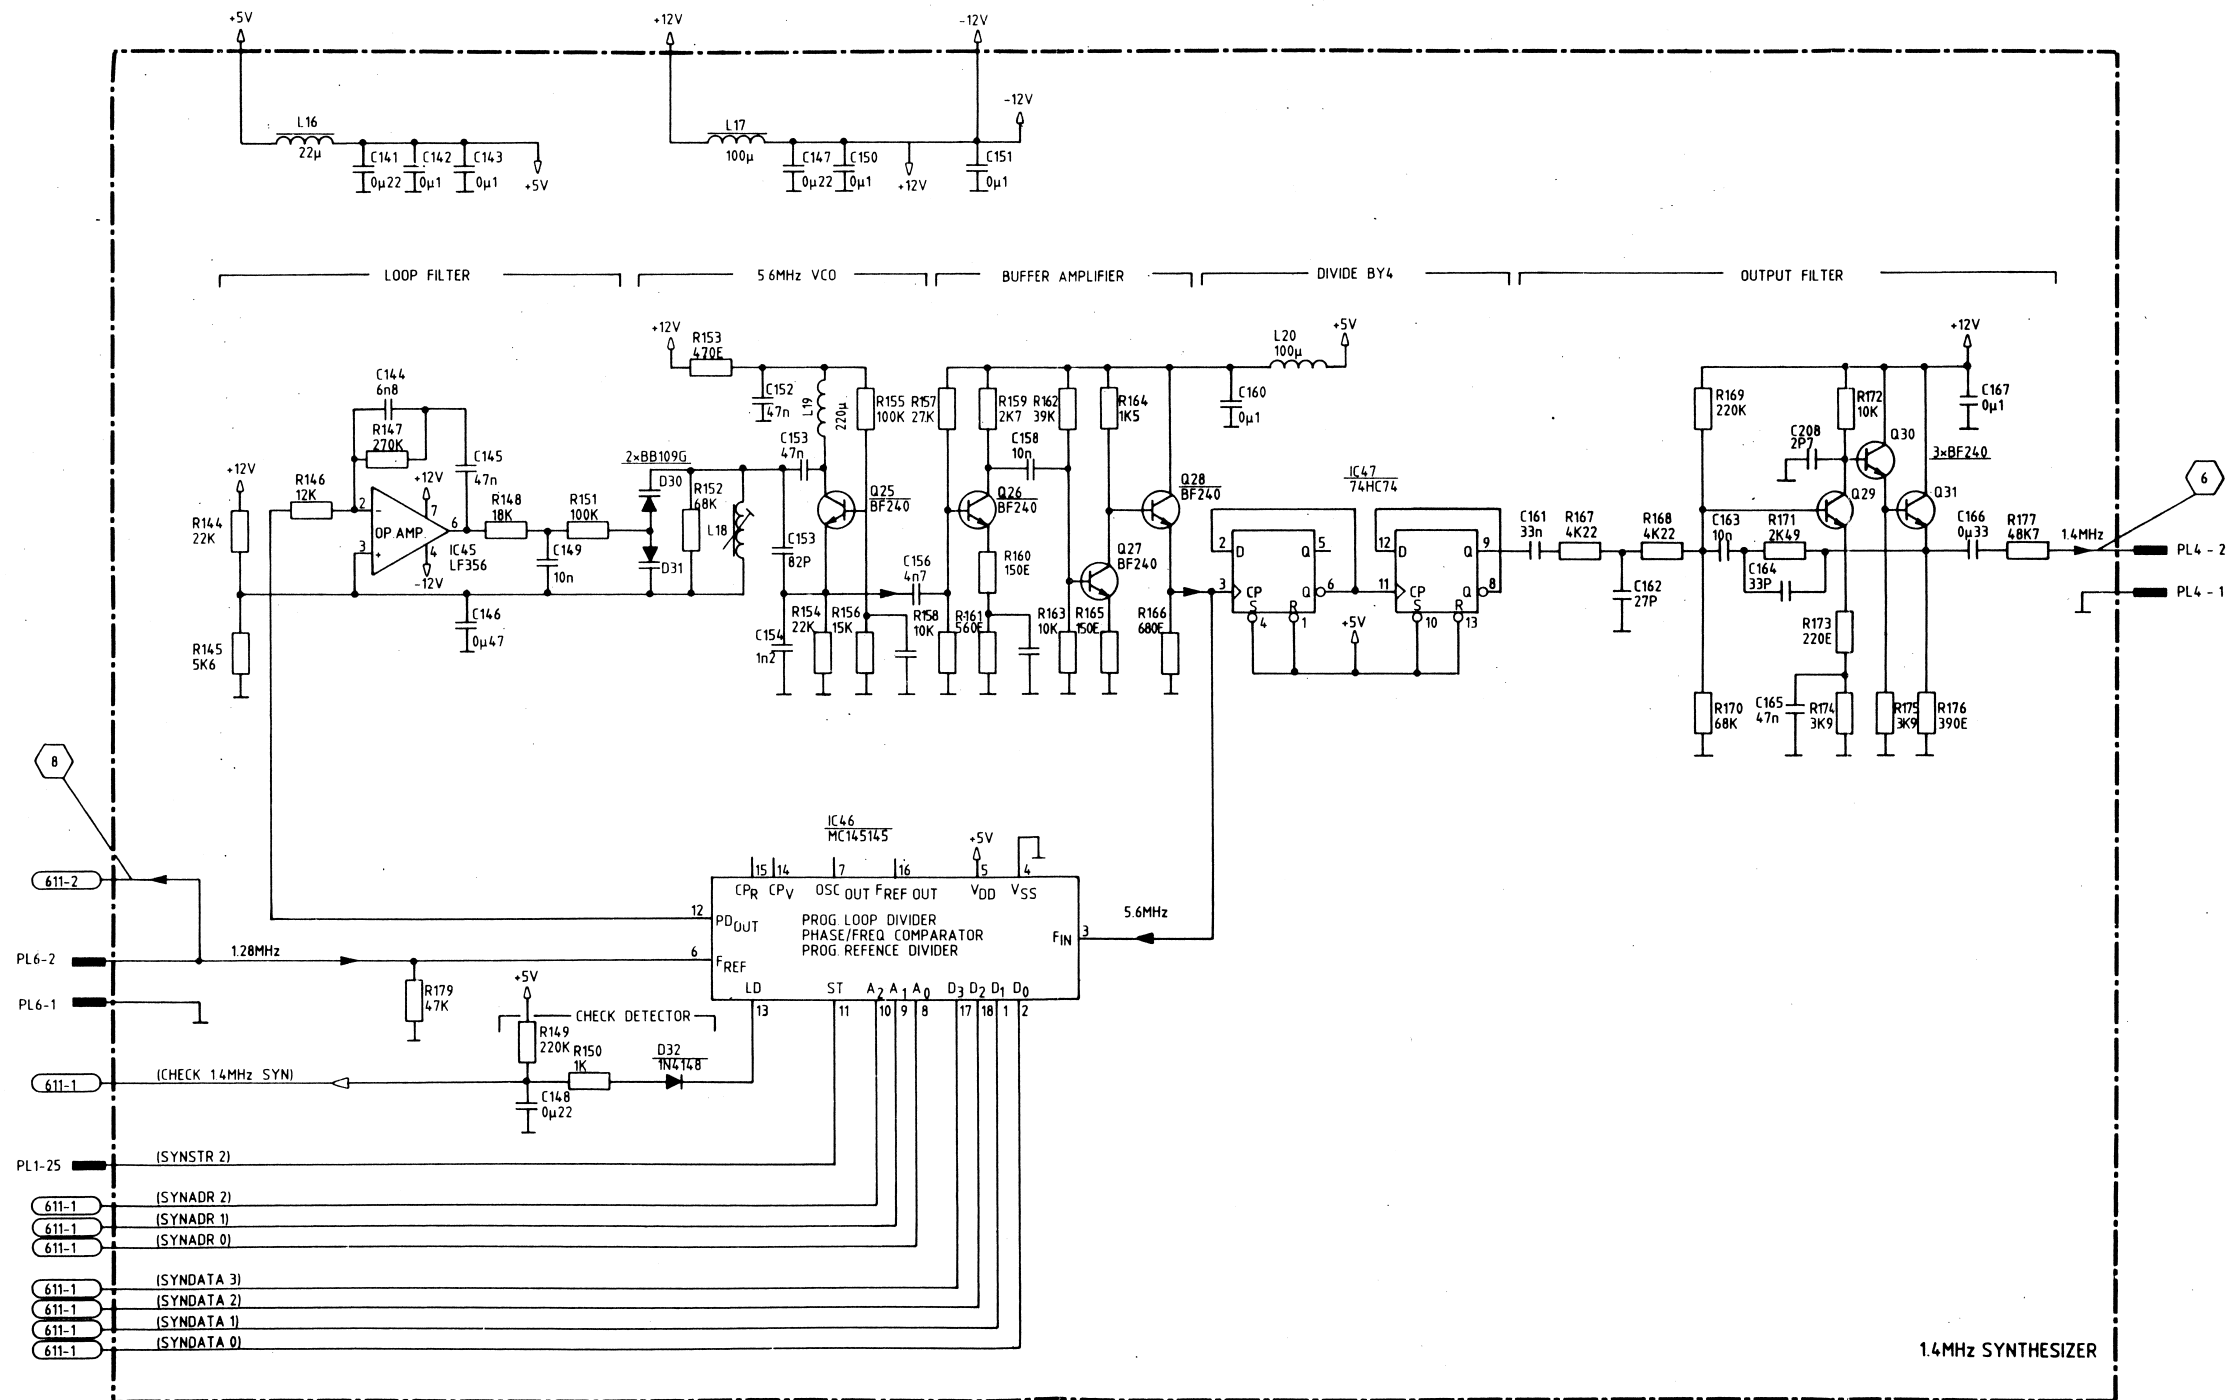 +5V
+12V
-12V
-12V
L16
22μ
C141
0μ22
C142
0μ1
C143
0μ1
+5V
L17
100μ
C147
0μ22
C150
0μ1
+12V
C151
0μ1
LOOP FILTER
5.6MHz VCO
BUFFER AMPLIFIER
DIVIDE BY4
OUTPUT FILTER
+12V
R144
22K
R145
5K6
R146
12K
C144
6n8
R147
270K
C145
47n
+12V
2
7
OP.AMP.
6
3
4
-12V
IC45
LF356
C146
0μ47
R148
18K
C149
10n
R151
100K
2×BB109G
D30
D31
R152
68K
L18
+12V
R153
470E
C152
47n
L19
220μ
C153
47n
C153
82P
C154
1n2
R154
22K
R155
100K
Q25
BF240
R156
15K
C156
4n7
R157
27K
R158
10K
R159
2K7
C158
10n
Q26
BF240
R160
150E
R161
560E
R162
39K
R163
10K
R164
1K5
Q27
BF240
R165
150E
Q28
BF240
R166
680E
C160
0μ1
L20
100μ
+5V
IC47
74HC74
2
D
Q
5
3
CP
Q
6
S
R
4
1
+5V
12
D
Q
9
11
CP
Q
8
S
R
10
13
C161
33n
R167
4K22
C162
27P
R168
4K22
R169
220K
R170
68K
C163
10n
R171
2K49
C164
33P
C208
2P7
R172
10K
Q29
Q30
3×BF240
Q31
R173
220E
C165
47n
R174
3K9
R175
3K9
R176
390E
+12V
C167
0μ1
C166
0μ33
R177
48K7
1.4MHz
6
PL4-2
PL4-1
8
611-2
PL6-2
1.28MHz
PL6-1
R179
47K
IC46
MC145145
+5V
15
14
7
16
5
4
CPR
CPV
OSC OUT
FREF OUT
VDD
VSS
12
PDOUT
PROG. LOOP DIVIDER
PHASE/FREQ. COMPARATOR
PROG. REFENCE DIVIDER
FIN
3
5.6MHz
6
FREF
LD
ST
A2
A1
A0
D3
D2
D1
D0
13
11
10
9
8
17
18
1
2
CHECK DETECTOR
+5V
R149
220K
R150
1K
D32
1N4148
C148
0μ22
611-1
(CHECK 1.4MHz SYN)
PL1-25
(SYNSTR 2)
611-1
(SYNADR 2)
611-1
(SYNADR 1)
611-1
(SYNADR 0)
611-1
(SYNDATA 3)
611-1
(SYNDATA 2)
611-1
(SYNDATA 1)
611-1
(SYNDATA 0)
1.4MHz SYNTHESIZER